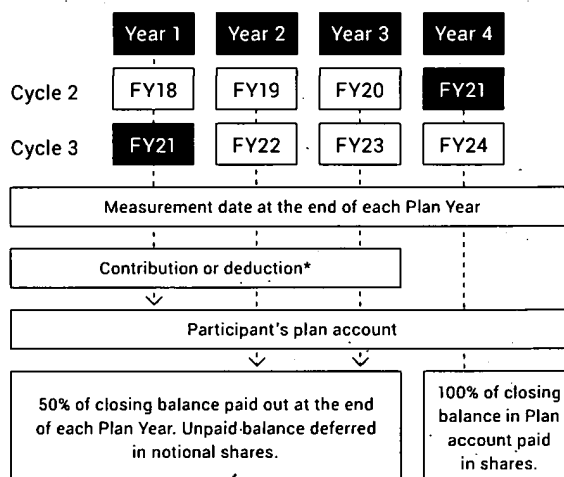 Year 1 Year 2 Year 3 Year 4
Cycle 2 FY18 FY19 FY20 FY21
Cycle 3 FY21 FY22 FY23 FY24
Measurement date at the end of each Plan Year
Contribution or deduction*
Participant's plan account
50% of closing balance paid out at the end
of each Plan Year. Unpaid balance deferred
in notional shares.
100% of closing
balance in Plan
account paid
in shares.